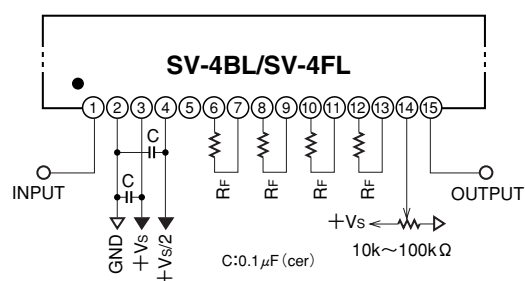 SV-4BL/SV-4FL
1 2 3 4 5 6 7 8 9 10 11 12 13 14 15
C
C
INPUT
OUTPUT
RF RF RF RF
+VS
10k～100kΩ
GND
+VS
+VS/2
C:0.1μF(cer)